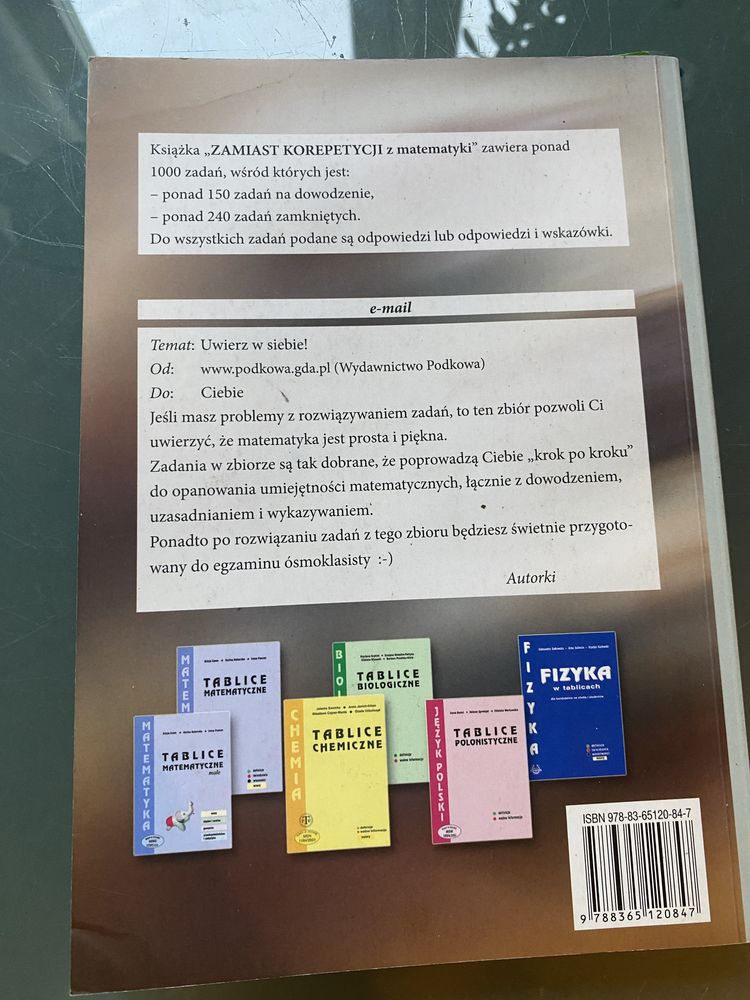 Książka „ZAMIAST KOREPETYCJI z matematyki” zawiera ponad
1000 zadań, wśród których jest:
– ponad 150 zadań na dowodzenie,
– ponad 240 zadań zamkniętych.
Do wszystkich zadań podane są odpowiedzi lub odpowiedzi i wskazówki.
e-mail
Temat: Uwierz w siebie!
Od: www.podkowa.gda.pl (Wydawnictwo Podkowa)
Do: Ciebie
Jeśli masz problemy z rozwiązywaniem zadań, to ten zbiór pozwoli Ci
uwierzyć, że matematyka jest prosta i piękna.
Zadania w zbiorze są tak dobrane, że poprowadzą Ciebie „krok po kroku”
do opanowania umiejętności matematycznych, łącznie z dowodzeniem,
uzasadnianiem i wykazywaniem.
Ponadto po rozwiązaniu zadań z tego zbioru będziesz świetnie przygoto-
wany do egzaminu ósmoklasisty :-)
Autorki
MATEM
TABLICE
MATEMATYCZNE
BIOL
TABLICE
BIOLOGICZNE
FIZYKA
FIZYKA
w tablicach
MATEMATYKA
TABLICE
MATEMATYCZNE
małe
CHEMIA
TABLICE
CHEMICZNE
JĘZYK POLSKI
TABLICE
POLONISTYCZNE
ISBN 978-83-65120-84-7
9 788365 120847